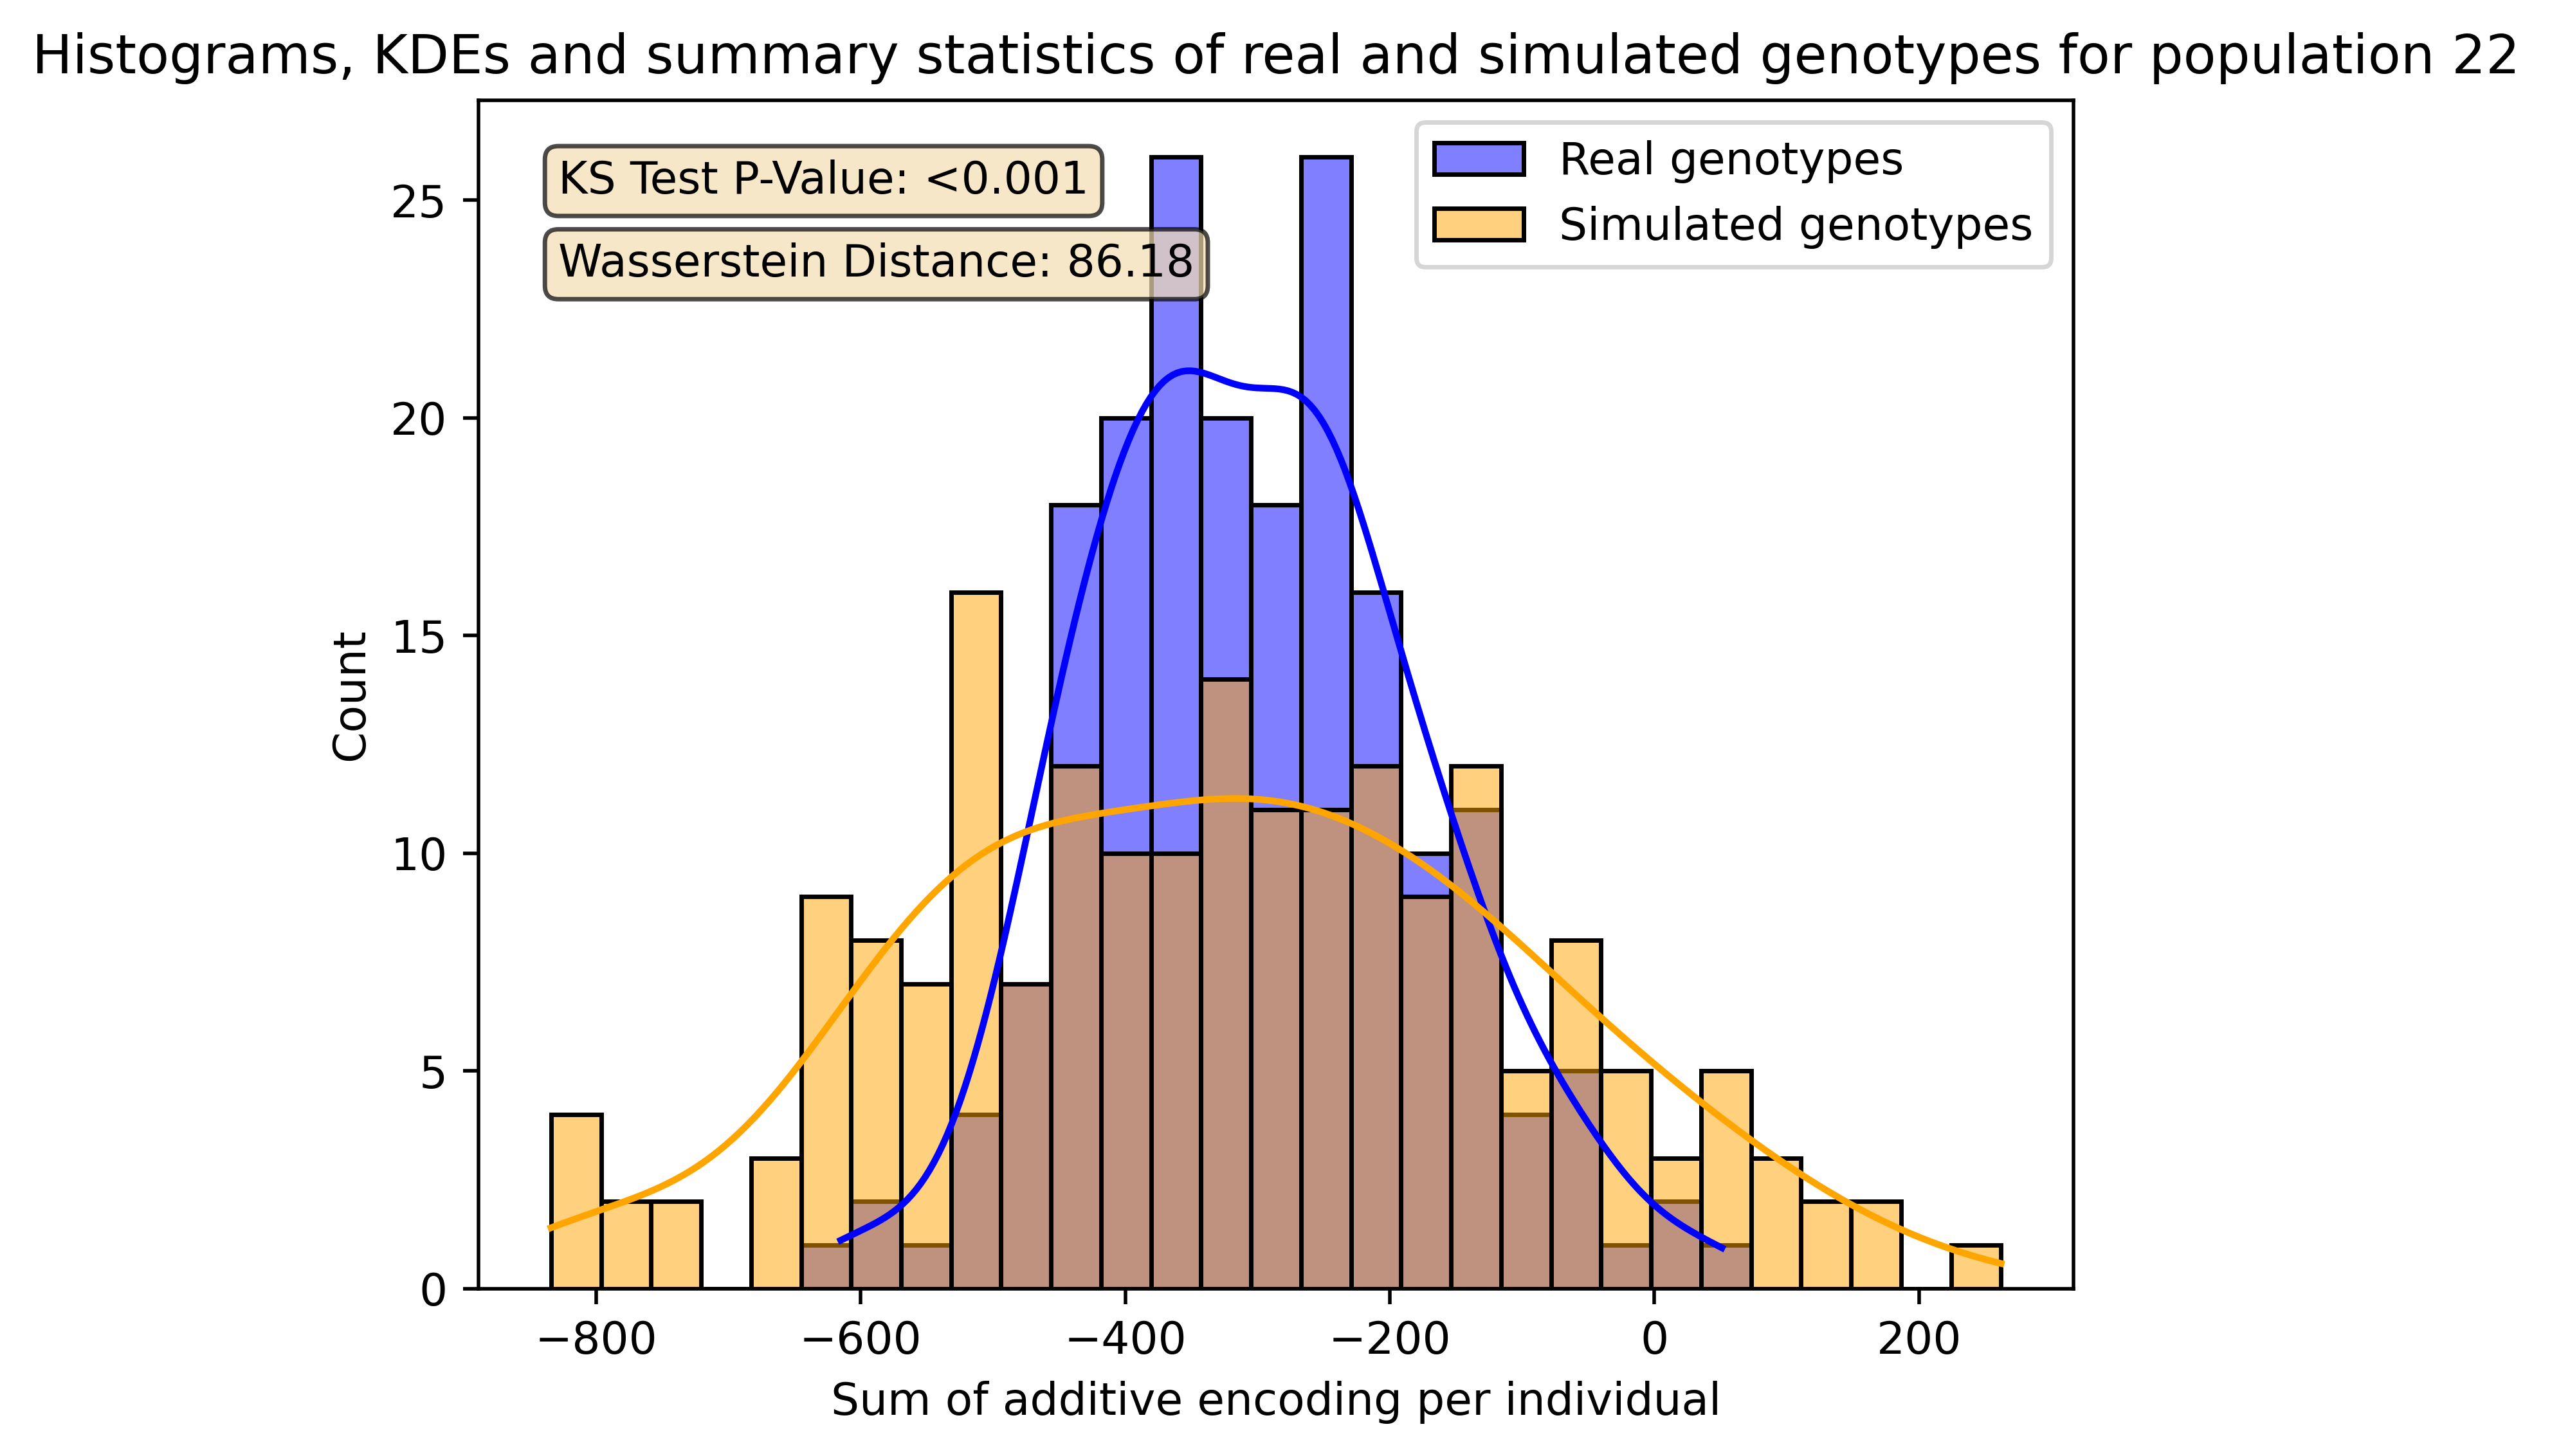 Histograms, KDEs and summary statistics of real and simulated genotypes for population 22
KS Test P-Value: <0.001
Wasserstein Distance: 86.18
Real genotypes
Simulated genotypes
Count
25
20
15
10
5
0
−800 −600 −400 −200 0 200
Sum of additive encoding per individual